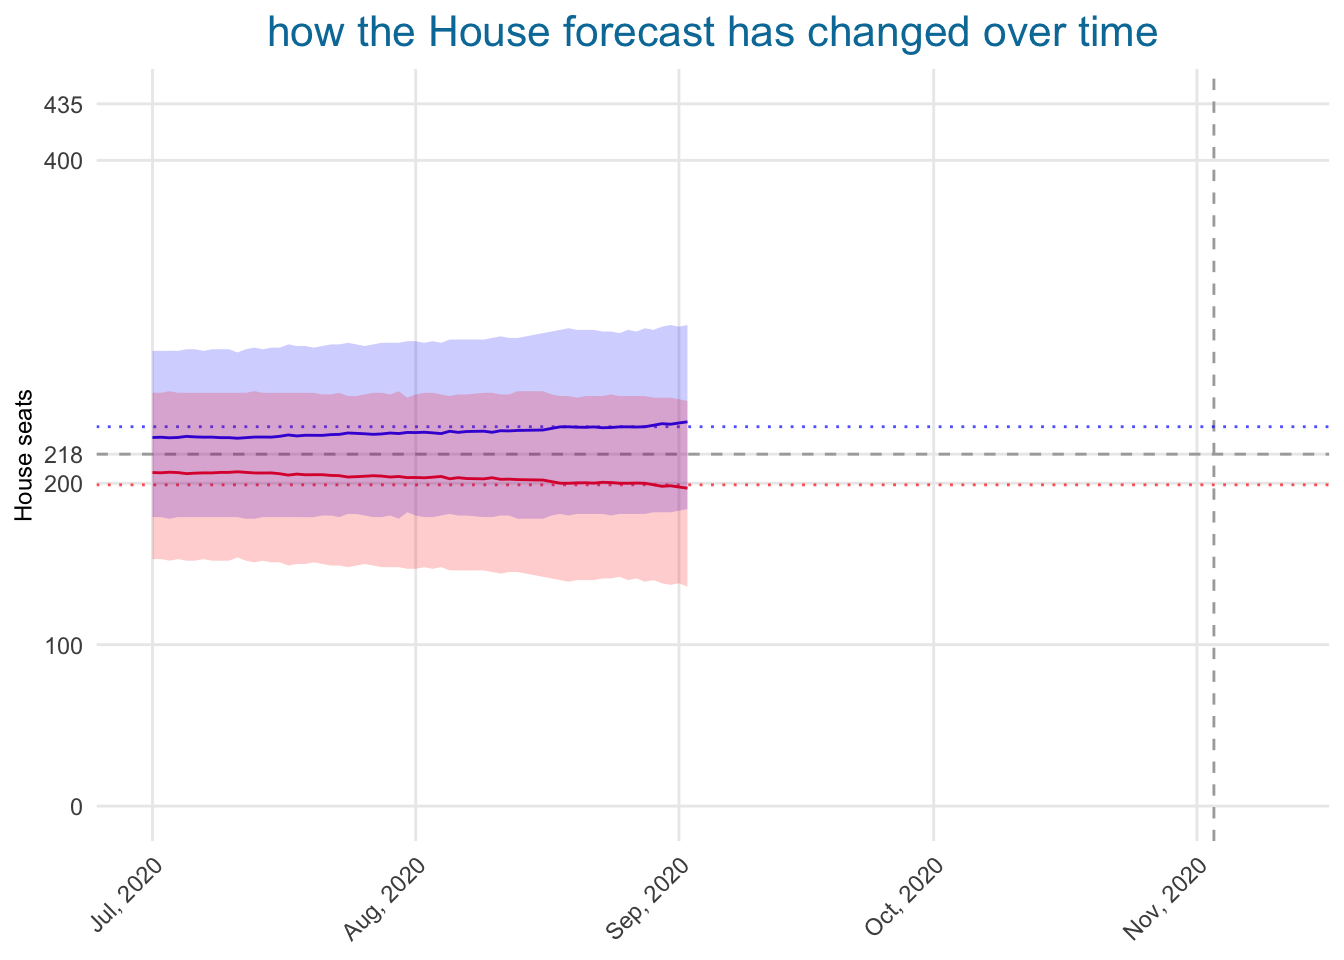 how the House forecast has changed over time
435
400
218
200
100
0
House seats
Jul, 2020
Aug, 2020
Sep, 2020
Oct, 2020
Nov, 2020